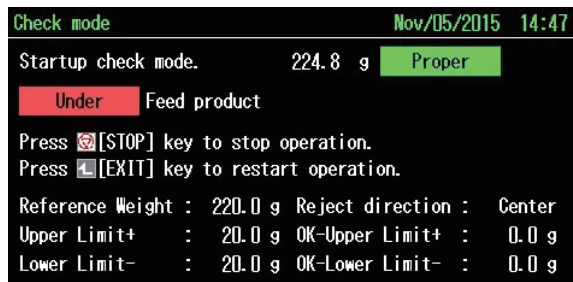 Check mode Nov/05/2015 14:47
Startup check mode. 224.8 g Proper
Under Feed product
Press [STOP] key to stop operation.
Press [EXIT] key to restart operation.
Reference Weight : 220.0 g Reject direction : Center
Upper Limit+ : 20.0 g OK-Upper Limit+ : 0.0 g
Lower Limit- : 20.0 g OK-Lower Limit- : 0.0 g